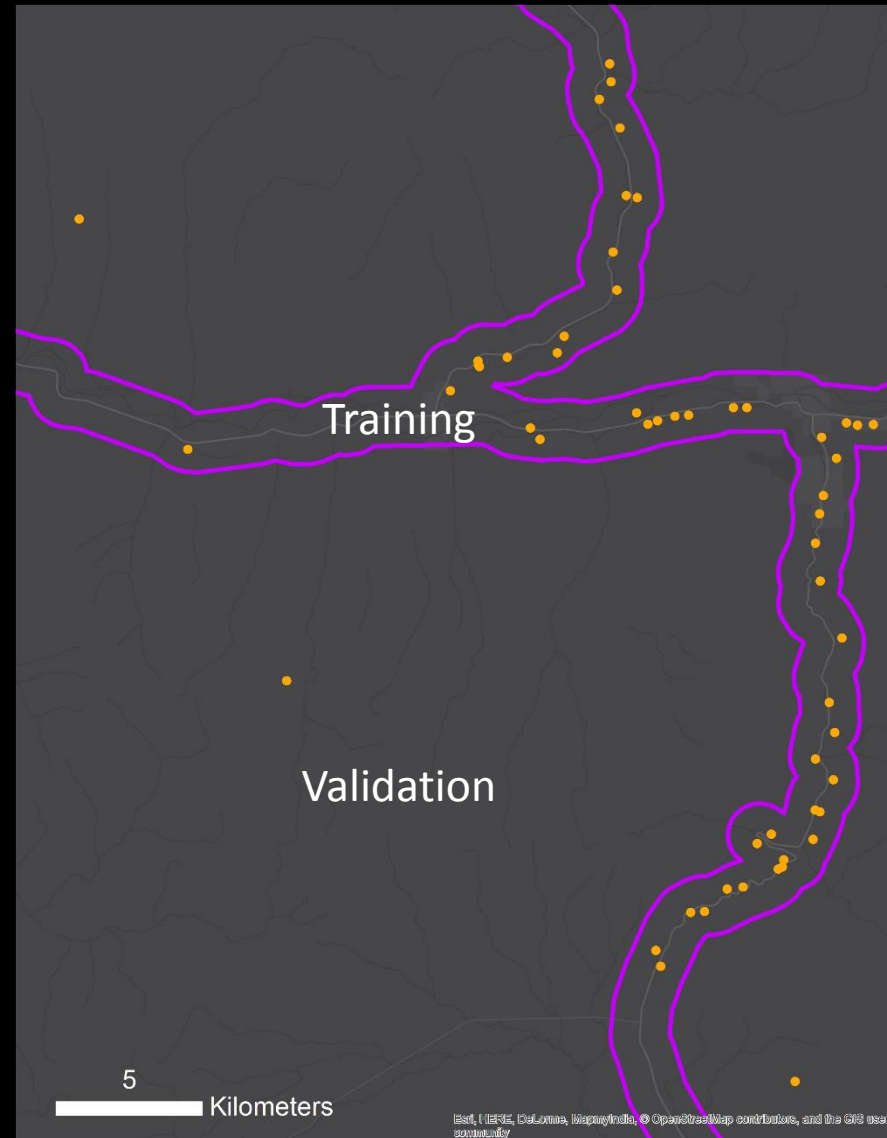 Training
Validation
5
Kilometers
Esri, HERE, DeLorme, MapmyIndia, © OpenStreetMap contributors, and the GIS user
community